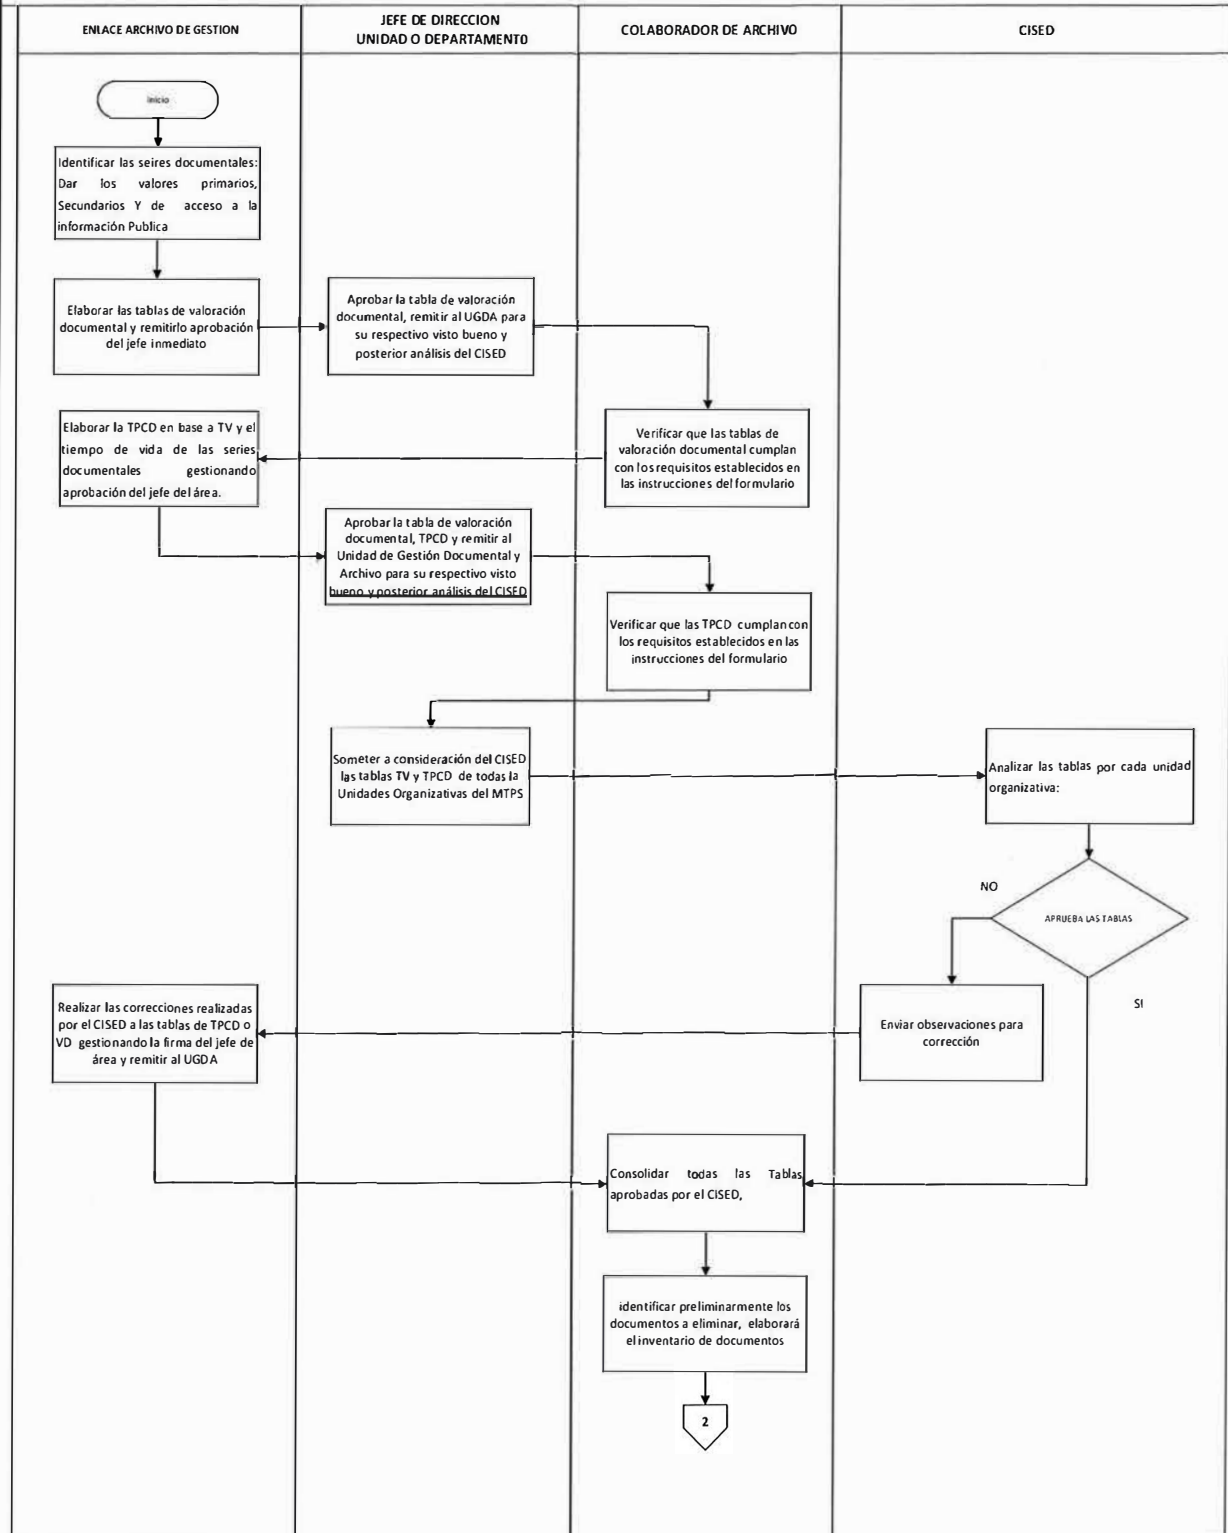 ENLACE ARCHIVO DE GESTION
JEFE DE DIRECCION
UNIDAD O DEPARTAMENTO
COLABORADOR DE ARCHIVO
CISED
Inicio
Identificar las seires documentales:
Dar los valores primarios,
Secundarios Y de acceso a la
información Publica
Elaborar las tablas de valoración
documental y remitirlo aprobación
del jefe inmediato
Aprobar la tabla de valoración
documental, remitir al UGDA para
su respectivo visto bueno y
posterior análisis del CISED
Verificar que las tablas de
valoración documental cumplan
con los requisitos establecidos en
las instrucciones del formulario
Elaborar la TPCD en base a TV y el
tiempo de vida de las series
documentales gestionando
aprobación del jefe del área.
Aprobar la tabla de valoración
documental, TPCD y remitir al
Unidad de Gestión Documental y
Archivo para su respectivo visto
bueno y posterior análisis del CISED
Verificar que las TPCD cumplan con
los requisitos establecidos en las
instrucciones del formulario
Someter a consideración del CISED
las tablas TV y TPCD de todas la
Unidades Organizativas del MTPS
Analizar las tablas por cada unidad
organizativa:
APRUEBA LAS TABLAS
NO
SI
Enviar observaciones para
corrección
Realizar las correcciones realizadas
por el CISED a las tablas de TPCD o
VD gestionando la firma del jefe de
área y remitir al UGDA
Consolidar todas las Tablas
aprobadas por el CISED,
identificar preliminarmente los
documentos a eliminar, elaborará
el inventario de documentos
2